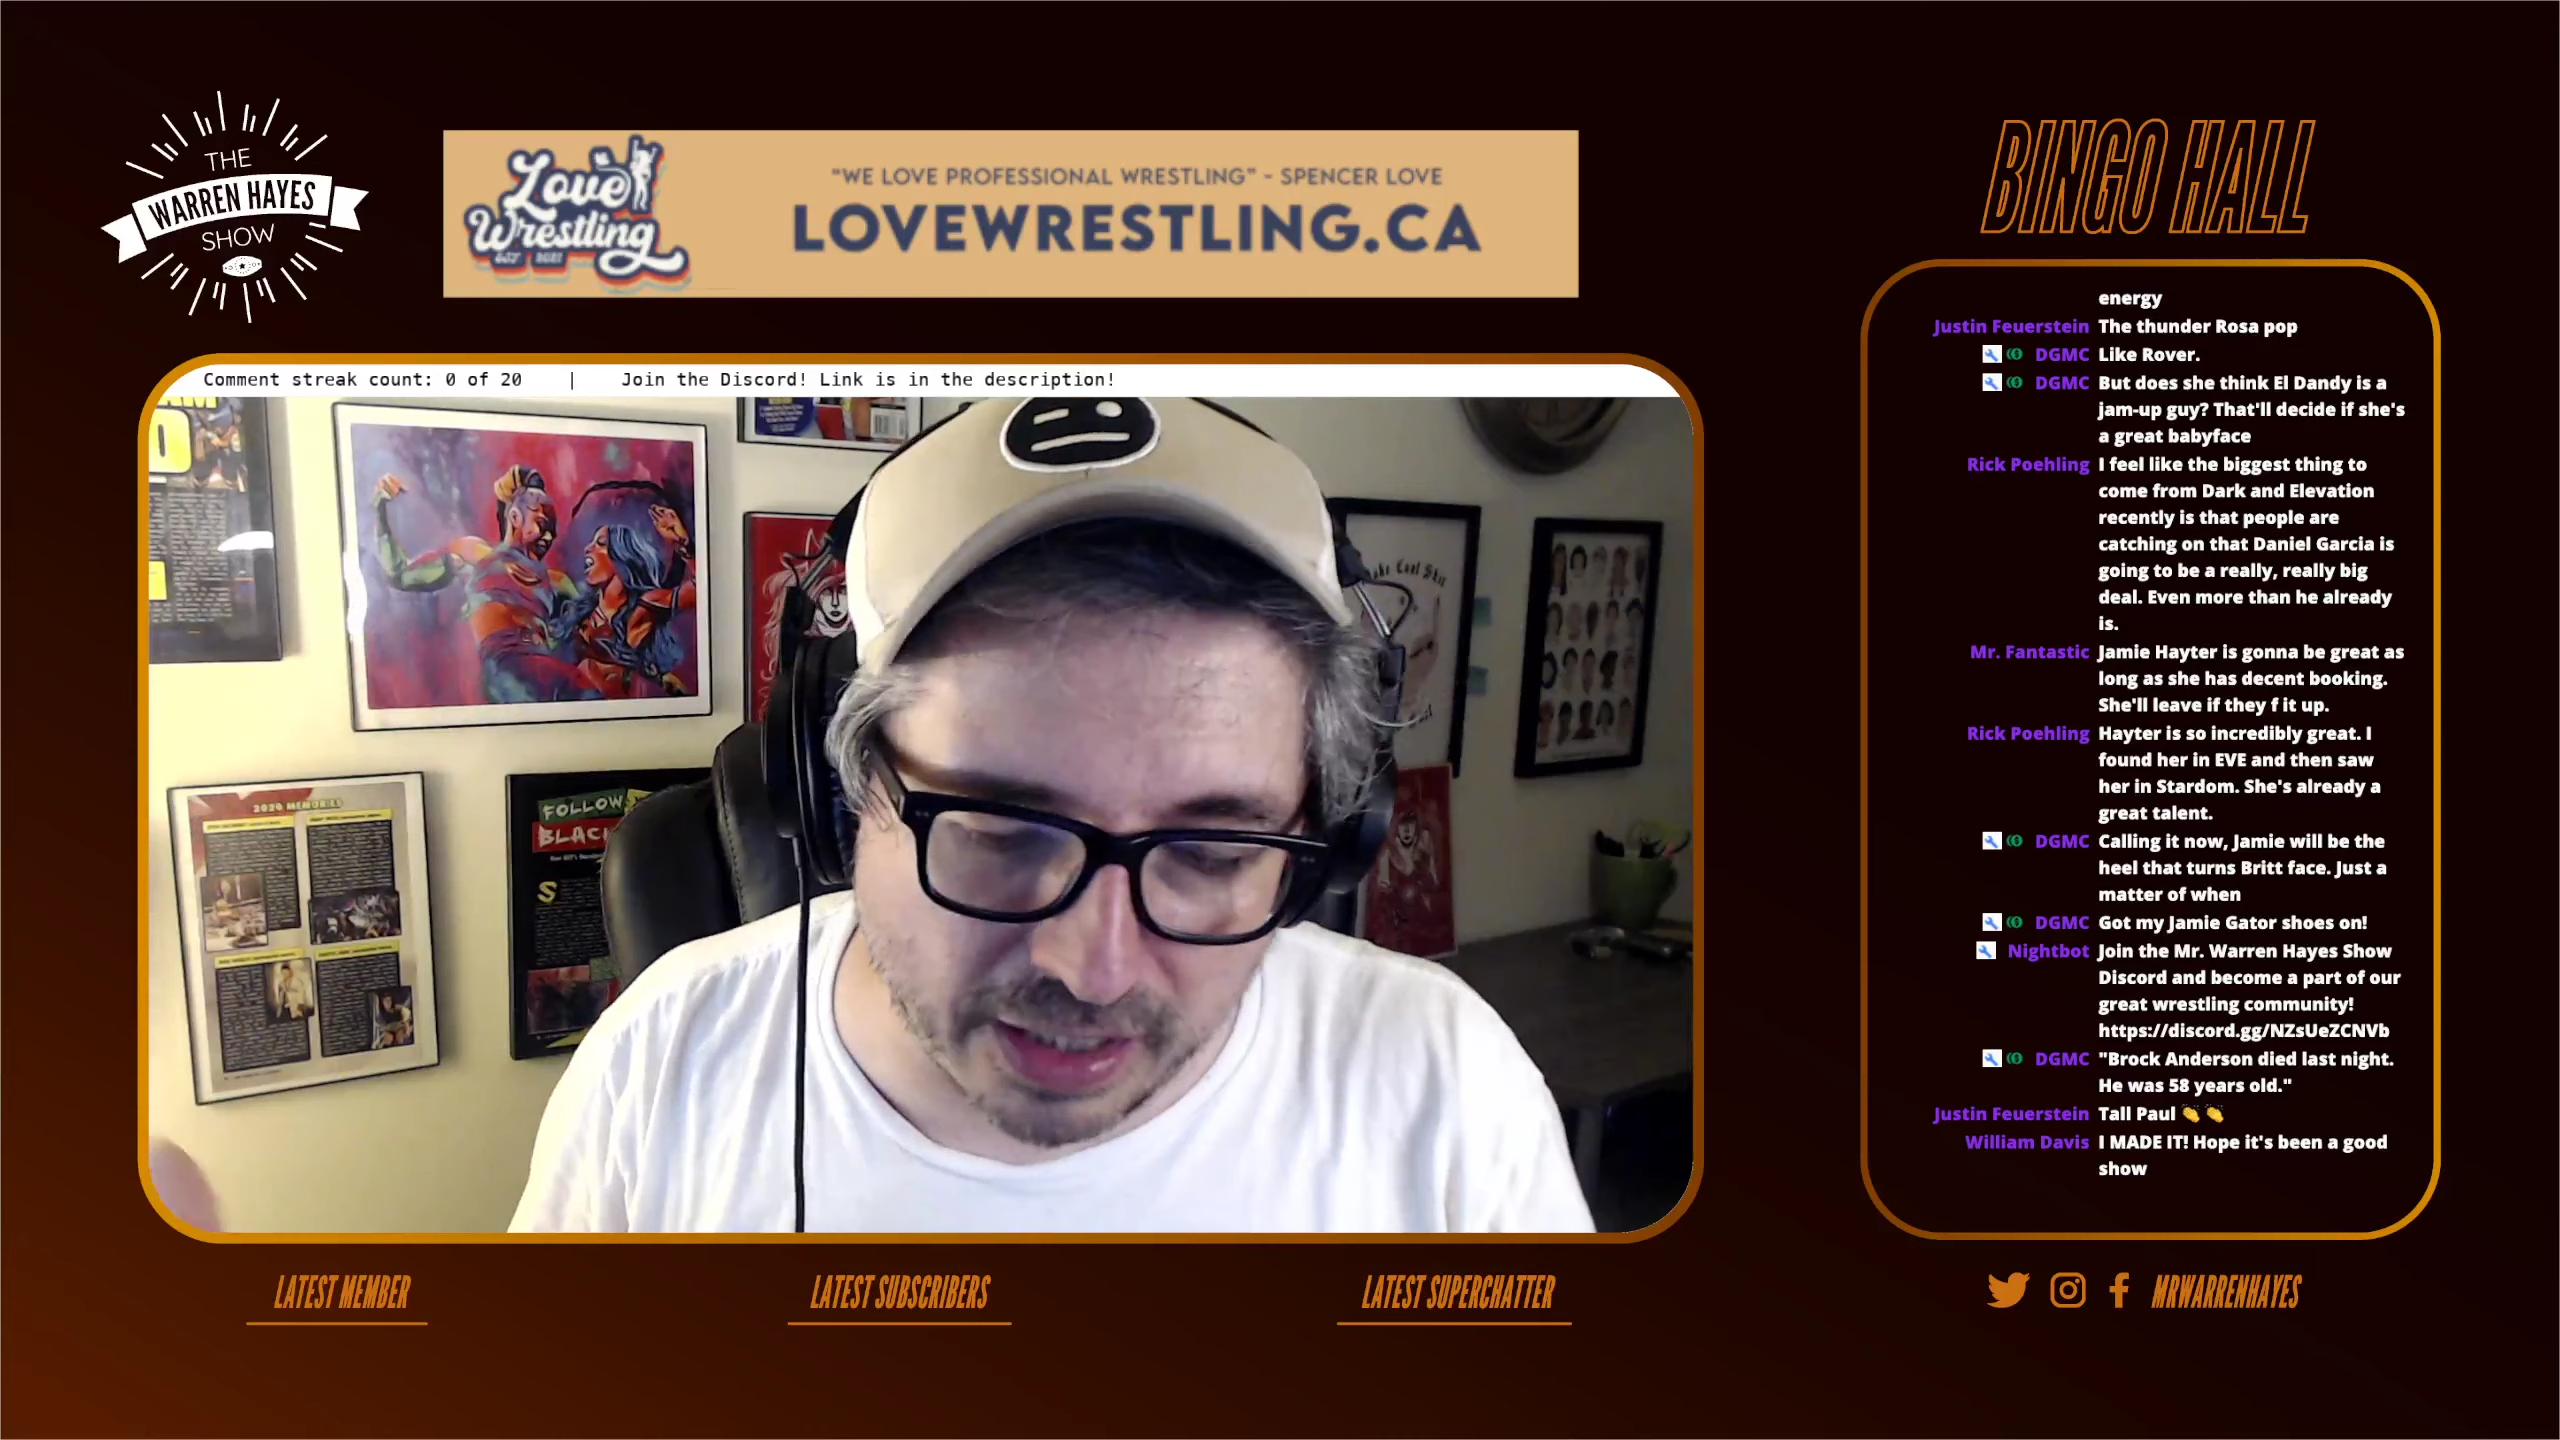 THE
WARREN HAYES
SHOW
Love
Wrestling
"WE LOVE PROFESSIONAL WRESTLING" - SPENCER LOVE
LOVEWRESTLING.CA
BINGO HALL
Comment streak count: 0 of 20 | Join the Discord! Link is in the description!
2020 MEMORIES
FOLLOW
BLACK
S
energy
Justin Feuerstein The thunder Rosa pop
DGMC Like Rover.
DGMC But does she think El Dandy is a
jam-up guy? That'll decide if she's
a great babyface
Rick Poehling I feel like the biggest thing to
come from Dark and Elevation
recently is that people are
catching on that Daniel Garcia is
going to be a really, really big
deal. Even more than he already
is.
Mr. Fantastic Jamie Hayter is gonna be great as
long as she has decent booking.
She'll leave if they f it up.
Rick Poehling Hayter is so incredibly great. I
found her in EVE and then saw
her in Stardom. She's already a
great talent.
DGMC Calling it now, Jamie will be the
heel that turns Britt face. Just a
matter of when
DGMC Got my Jamie Gator shoes on!
Nightbot Join the Mr. Warren Hayes Show
Discord and become a part of our
great wrestling community!
https://discord.gg/NZsUeZCNVb
DGMC "Brock Anderson died last night.
He was 58 years old."
Justin Feuerstein Tall Paul 👏 👏
William Davis I MADE IT! Hope it's been a good
show
LATEST MEMBER
LATEST SUBSCRIBERS
LATEST SUPERCHATTER
MRWARRENHAYES